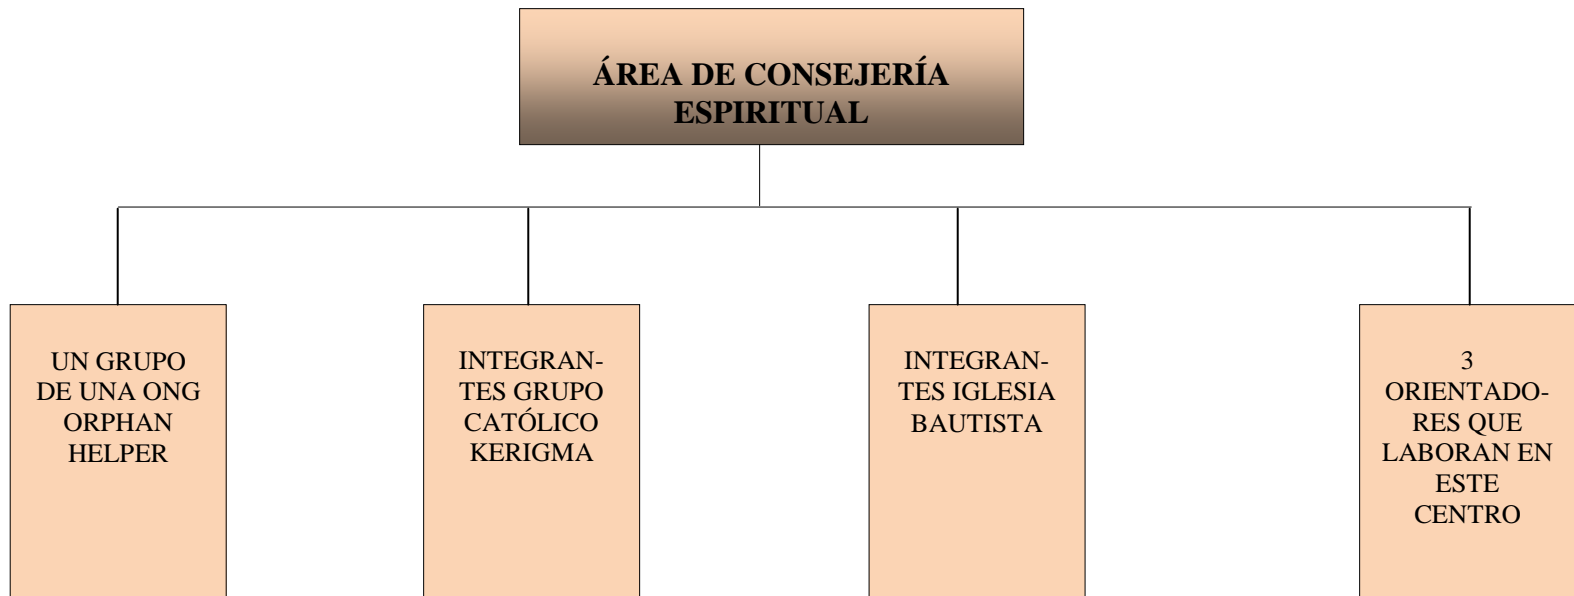 ÁREA DE CONSEJERÍA
ESPIRITUAL
UN GRUPO
DE UNA ONG
ORPHAN
HELPER
INTEGRAN-
TES GRUPO
CATÓLICO
KERIGMA
INTEGRAN-
TES IGLESIA
BAUTISTA
3
ORIENTADO-
RES QUE
LABORAN EN
ESTE
CENTRO